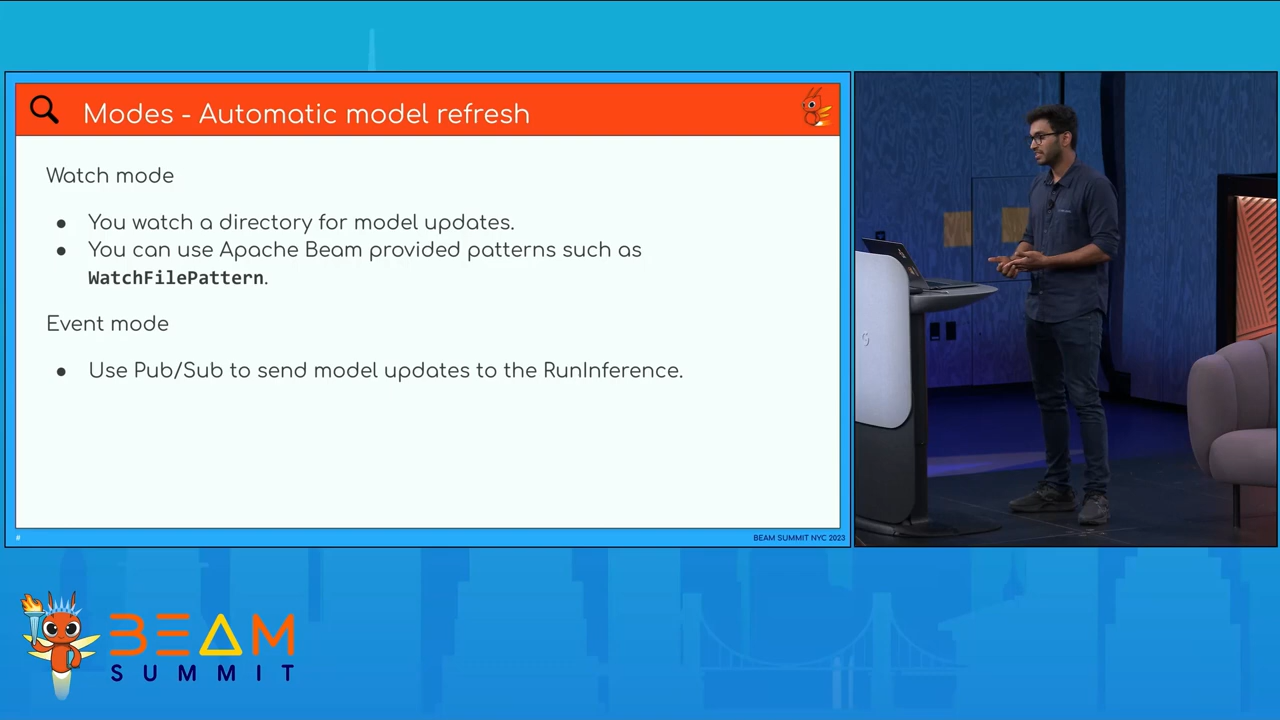 Modes - Automatic model refresh
Watch mode
● You watch a directory for model updates.
● You can use Apache Beam provided patterns such as
WatchFilePattern.
Event mode
● Use Pub/Sub to send model updates to the RunInference.
#
BEAM SUMMIT NYC 2023
BEAM
SUMMIT